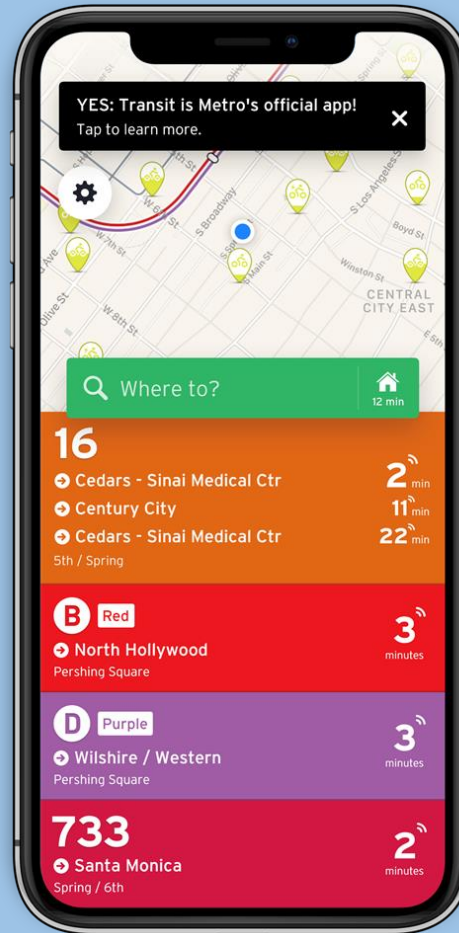 YES: Transit is Metro's official app!
Tap to learn more.
W 6th St
S Broadway
S Los Angeles St
Boyd St
W 7th St
S Main St
Winston St
CENTRAL
CITY EAST
Olive St
W 8th St
E 5th
Where to?
12 min
16
Cedars - Sinai Medical Ctr
2 min
Century City
11 min
Cedars - Sinai Medical Ctr
22 min
5th / Spring
B Red
3
North Hollywood
minutes
Pershing Square
D Purple
3
Wilshire / Western
minutes
Pershing Square
733
2
Santa Monica
minutes
Spring / 6th